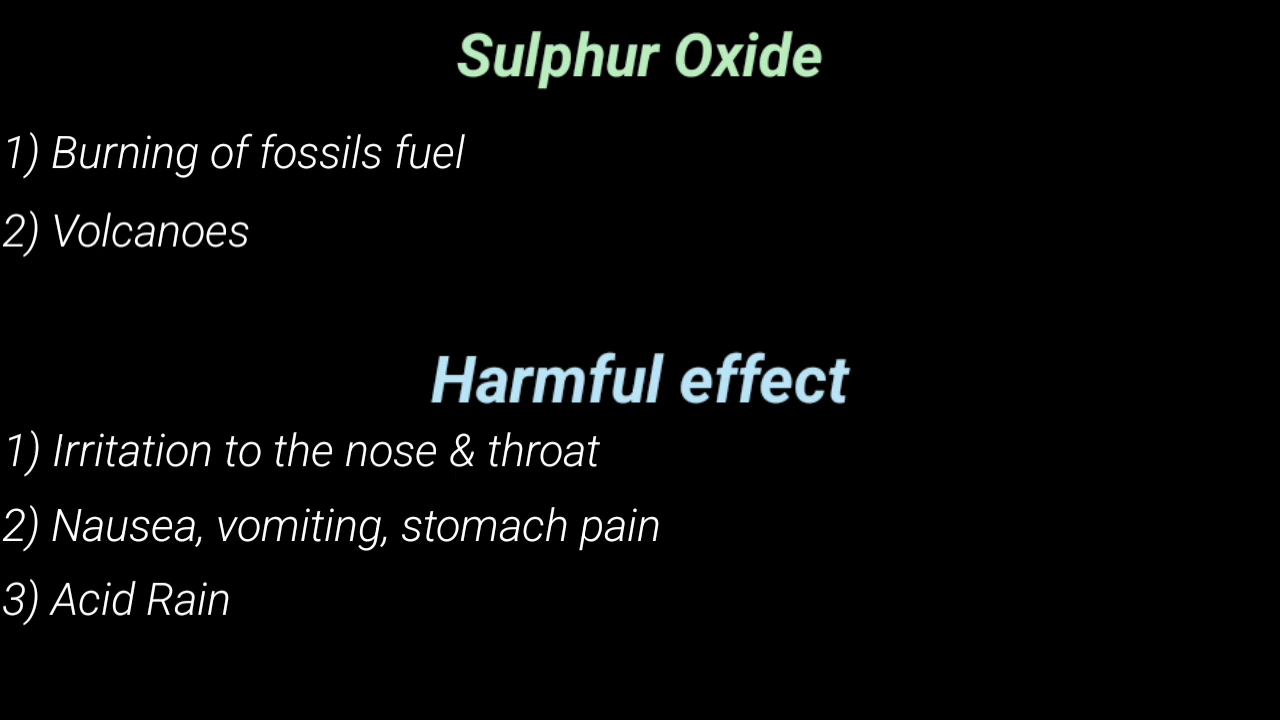 Sulphur Oxide
1) Burning of fossils fuel
2) Volcanoes
Harmful effect
1) Irritation to the nose & throat
2) Nausea, vomiting, stomach pain
3) Acid Rain